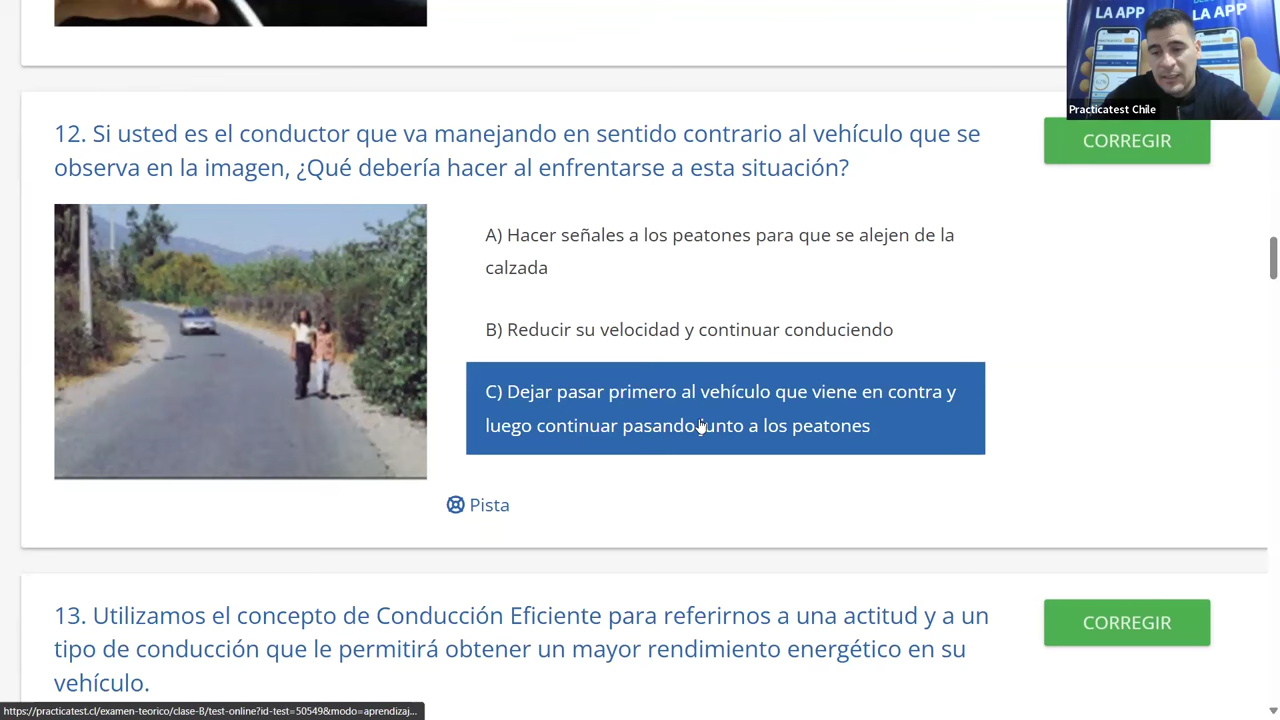 LA APP
LA APP
Practicatest Chile
12. Si usted es el conductor que va manejando en sentido contrario al vehículo que se
observa en la imagen, ¿Qué debería hacer al enfrentarse a esta situación?
CORREGIR
A) Hacer señales a los peatones para que se alejen de la
calzada
B) Reducir su velocidad y continuar conduciendo
C) Dejar pasar primero al vehículo que viene en contra y
luego continuar pasando junto a los peatones
Pista
13. Utilizamos el concepto de Conducción Eficiente para referirnos a una actitud y a un
tipo de conducción que le permitirá obtener un mayor rendimiento energético en su
vehículo.
CORREGIR
https://practicatest.cl/examen-teorico/clase-B/test-online?id-test=50549&modo=aprendizaj...